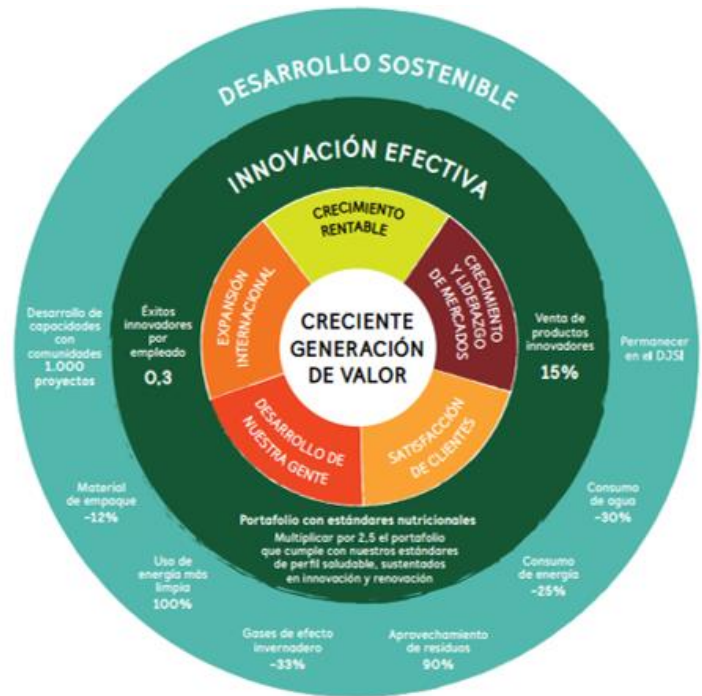 DESARROLLO SOSTENIBLE
INNOVACIÓN EFECTIVA
CRECIMIENTO
RENTABLE
EXPANSIÓN
INTERNACIONAL
CRECIMIENTO
Y LIDERAZGO
DE MERCADOS
CRECIENTE
GENERACIÓN
DE VALOR
DESARROLLO DE
NUESTRA GENTE
SATISFACCIÓN
DE CLIENTES
Desarrollo de
capacidades
con
comunidades
1.000
proyectos
Éxitos
innovadores
por
empleado
0,3
Venta de
productos
innovadores
15%
Permanecer
en el DJSI
Portafolio con estándares nutricionales
Multiplicar por 2,5 el portafolio
que cumple con nuestros estándares
de perfil saludable, sustentados
en innovación y renovación
Material
de empaque
-12%
Uso de
energía más
limpia
100%
Gases de efecto
invernadero
-33%
Aprovechamiento
de residuos
90%
Consumo
de energía
-25%
Consumo
de agua
-30%